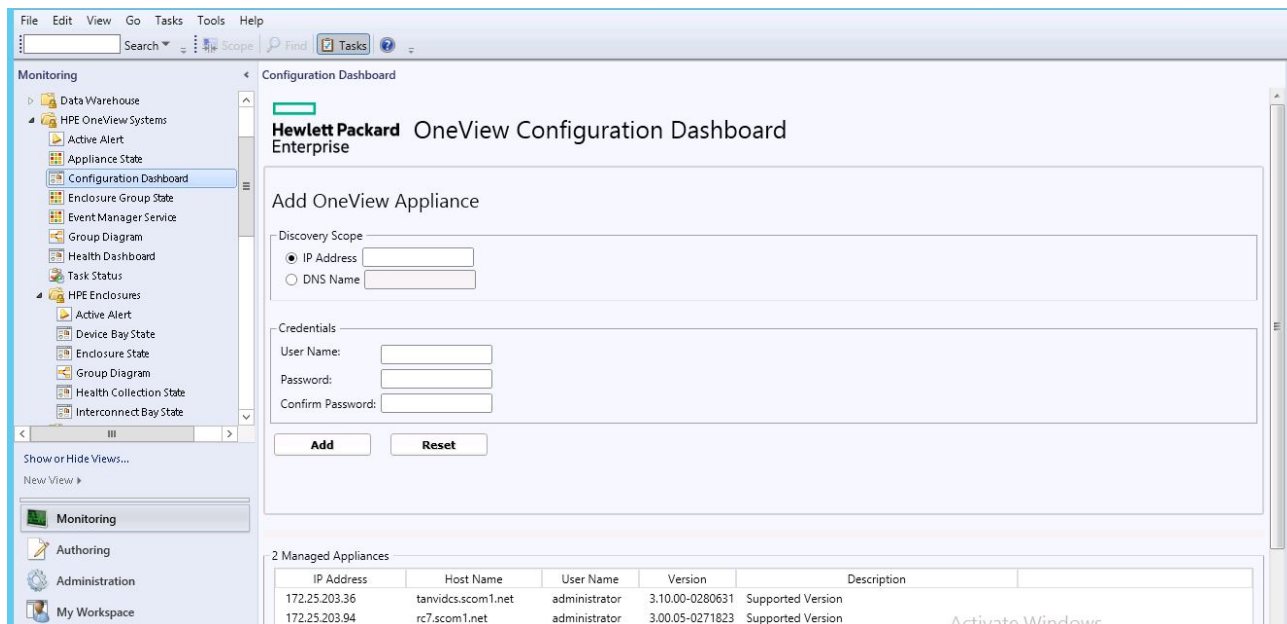 File Edit View Go Tasks Tools Help
Search Scope Find Tasks
Monitoring
Data Warehouse
HPE OneView Systems
Active Alert
Appliance State
Configuration Dashboard
Enclosure Group State
Event Manager Service
Group Diagram
Health Dashboard
Task Status
HPE Enclosures
Active Alert
Device Bay State
Enclosure State
Group Diagram
Health Collection State
Interconnect Bay State
Show or Hide Views...
New View
Monitoring
Authoring
Administration
My Workspace
Configuration Dashboard
Hewlett Packard
Enterprise
OneView Configuration Dashboard
Add OneView Appliance
Discovery Scope
IP Address
DNS Name
Credentials
User Name:
Password:
Confirm Password:
Add Reset
2 Managed Appliances
IP Address Host Name User Name Version Description
172.25.203.36 tanvidcs.scom1.net administrator 3.10.00-0280631 Supported Version
172.25.203.94 rc7.scom1.net administrator 3.00.05-0271823 Supported Version
Activate Windows